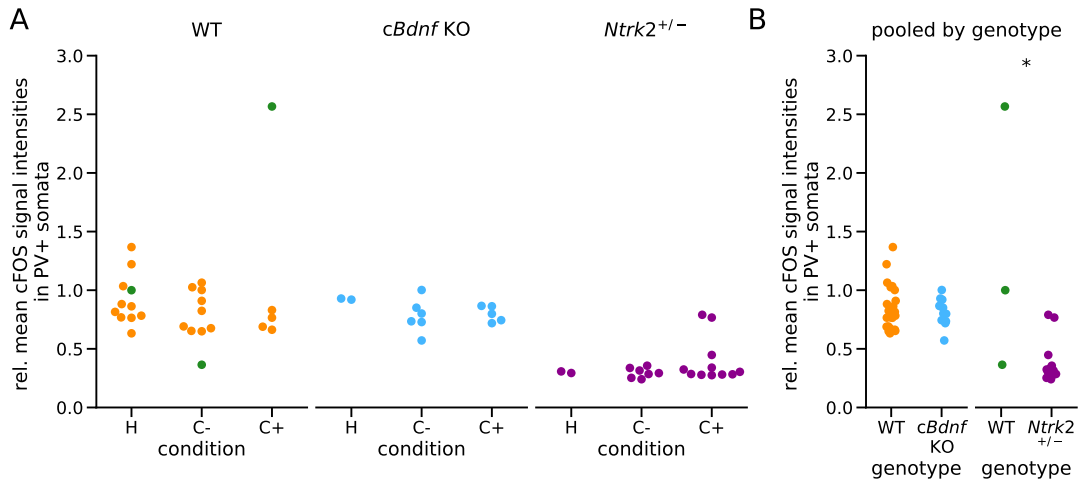 A
WT
cBdnf KO
Ntrk2+/−
rel. mean cFOS signal intensities
in PV+ somata
3.0
2.5
2.0
1.5
1.0
0.5
0.0
H
C-
C+
condition
H
C-
C+
condition
H
C-
C+
condition
B
pooled by genotype
*
rel. mean cFOS signal intensities
in PV+ somata
3.0
2.5
2.0
1.5
1.0
0.5
0.0
WT
cBdnf
KO
genotype
WT
Ntrk2
+/−
genotype